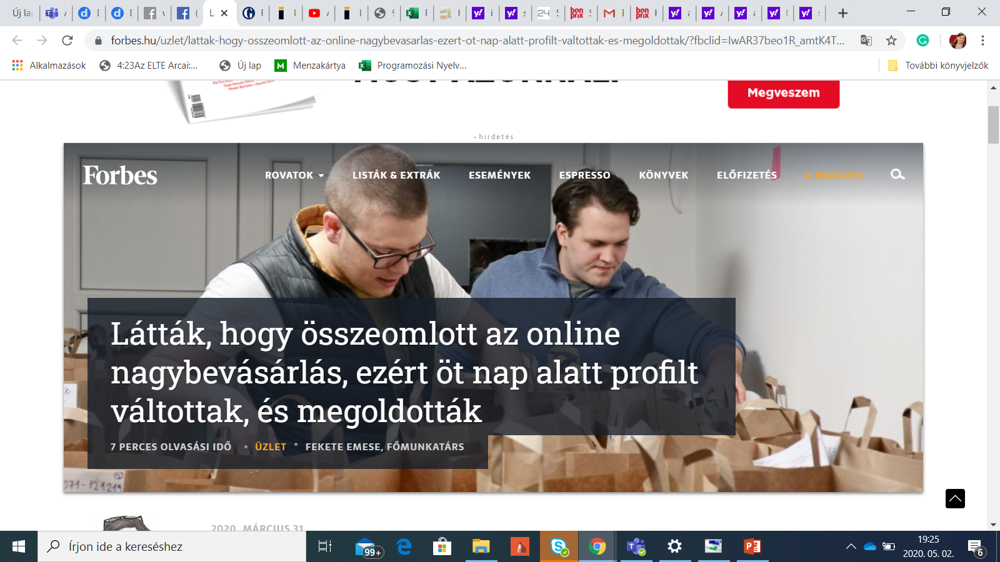 Új lap
forbes.hu/uzlet/lattak-hogy-osszeomlott-az-online-nagybevasarlas-ezert-ot-nap-alatt-profilt-valtottak-es-megoldottak/?fbclid=IwAR37beo1R_amtK4T...
Alkalmazások 4:23Az ELTE Arcai:... Új lap Menzakártya Programozási Nyelv... További könyvjelzők
Megveszem
- hirdetés
Forbes ROVATOK LISTÁK & EXTRÁK ESEMÉNYEK ESPRESSO KÖNYVEK ELŐFIZETÉS A MAGAZIN
Látták, hogy összeomlott az online
nagybevásárlás, ezért öt nap alatt profilt
váltottak, és megoldották
7 PERCES OLVASÁSI IDŐ • ÜZLET • FEKETE EMESE, FŐMUNKATÁRS
071-121219
2020. MÁRCIUS 31
Írjon ide a kereséshez
99+
19:25
2020. 05. 02.
6